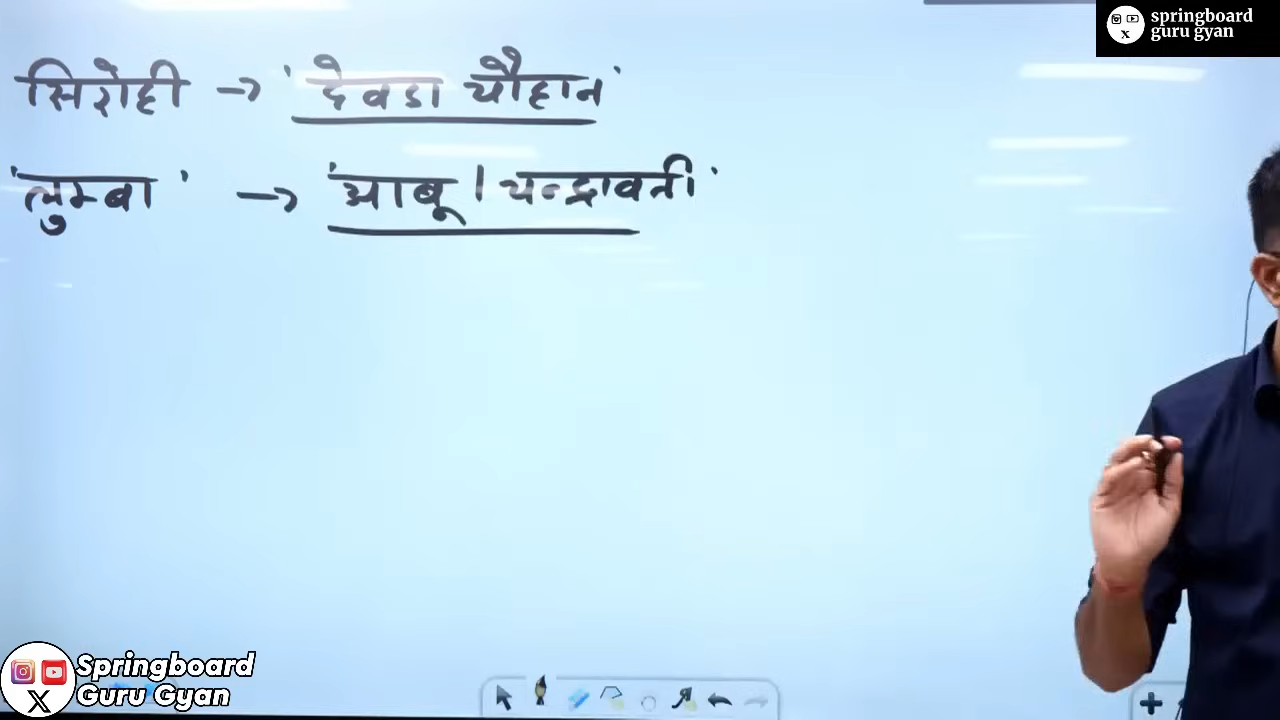 springboard
guru gyan
सिरोही → 'देवडा चौहान'
'लुम्बा' → 'आबू | चन्द्रावती'
Springboard
Guru Gyan